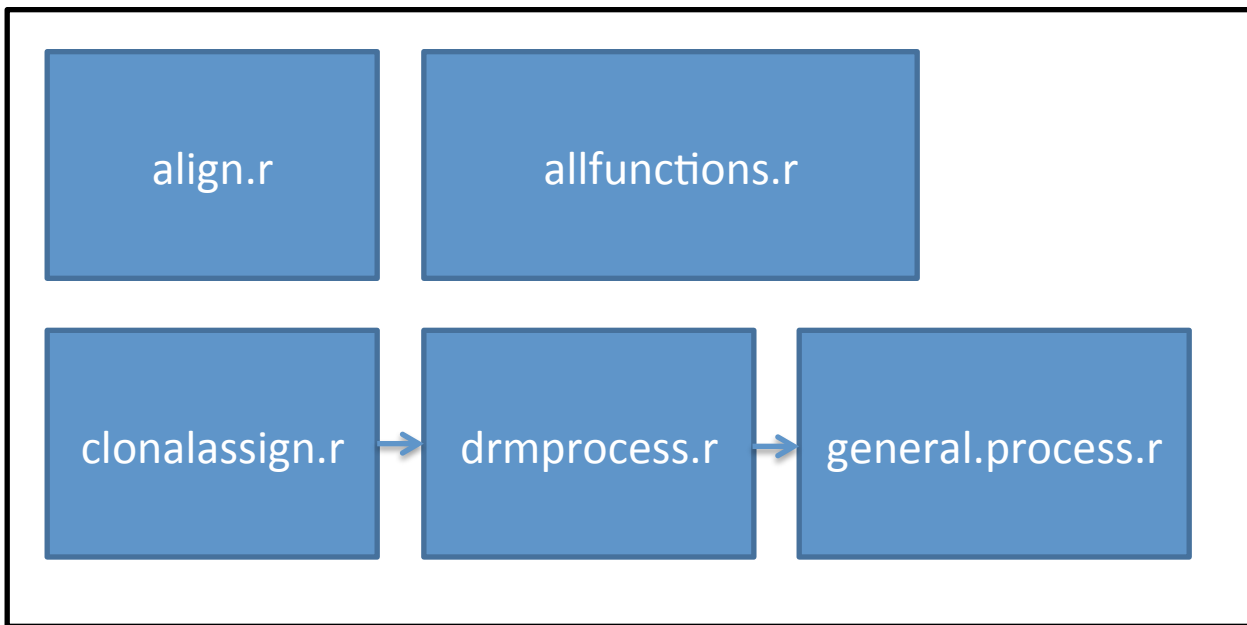 align.r
allfunctions.r
clonalassign.r
drmprocess.r
general.process.r